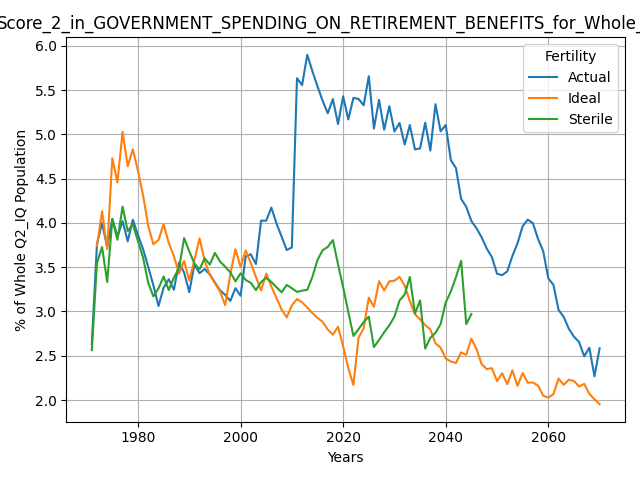 Score_2_in_GOVERNMENT_SPENDING_ON_RETIREMENT_BENEFITS_for_Whole_
% of Whole Q2_IQ Population
6.0
5.5
5.0
4.5
4.0
3.5
3.0
2.5
2.0
Fertility
Actual
Ideal
Sterile
1980
2000
2020
2040
2060
Years